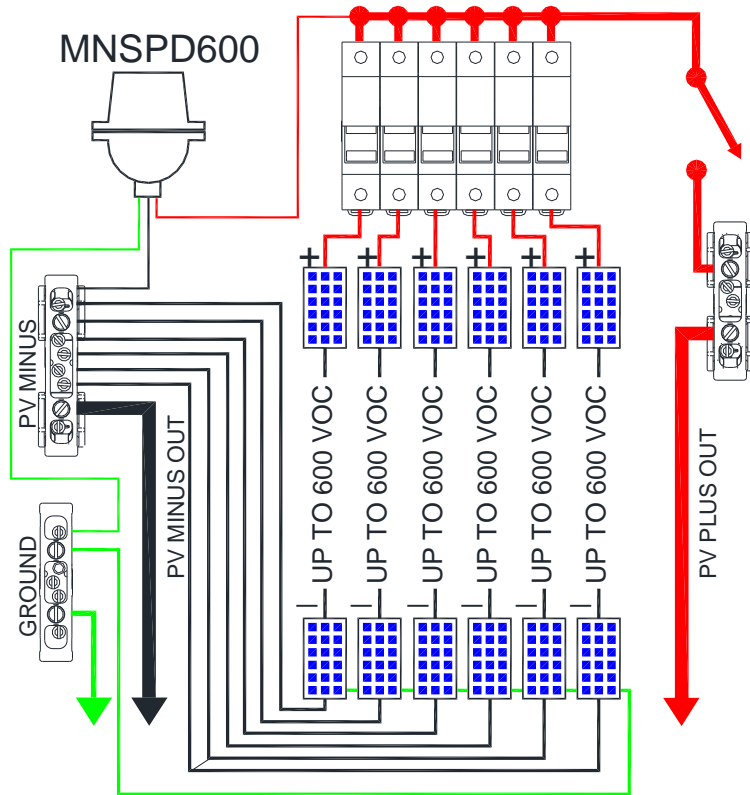 MNSPD600
+ + + + + +
PV MINUS
UP TO 600 VOC
UP TO 600 VOC
UP TO 600 VOC
UP TO 600 VOC
UP TO 600 VOC
UP TO 600 VOC
PV MINUS OUT
PV PLUS OUT
GROUND
− − − − − −